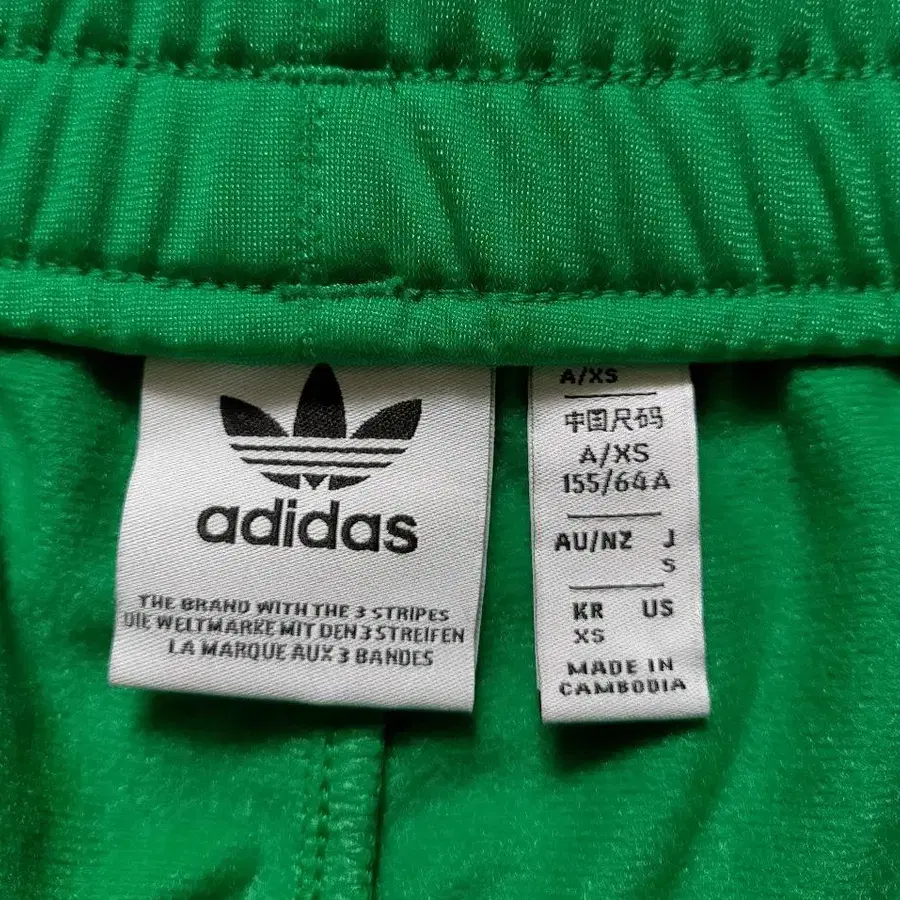 adidas
THE BRAND WITH THE 3 STRIPES
DIE WELTMARKE MIT DEN 3 STREIFEN
LA MARQUE AUX 3 BANDES
A/XS
中国尺码
A/XS
155/64A
AU/NZ J
S
KR US
XS
MADE IN
CAMBODIA